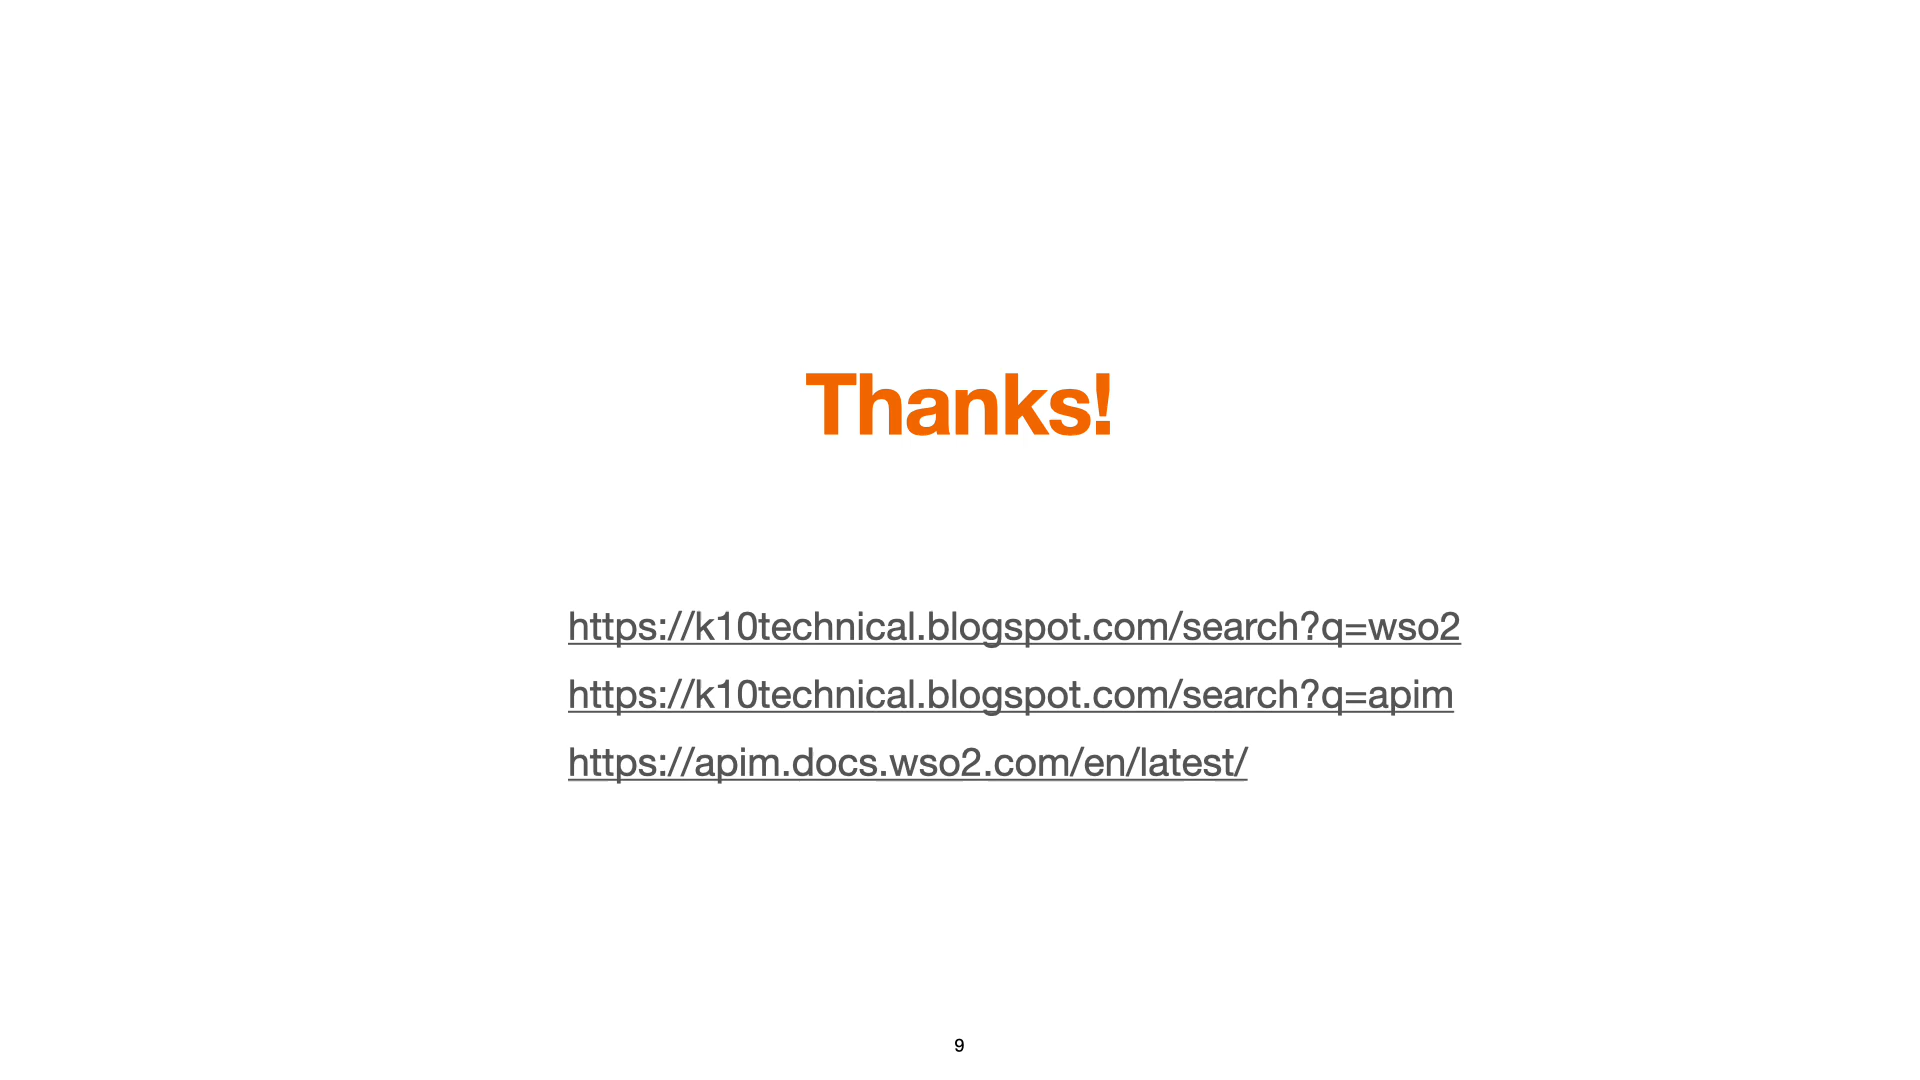 Thanks!
https://k10technical.blogspot.com/search?q=wso2
https://k10technical.blogspot.com/search?q=apim
https://apim.docs.wso2.com/en/latest/
9